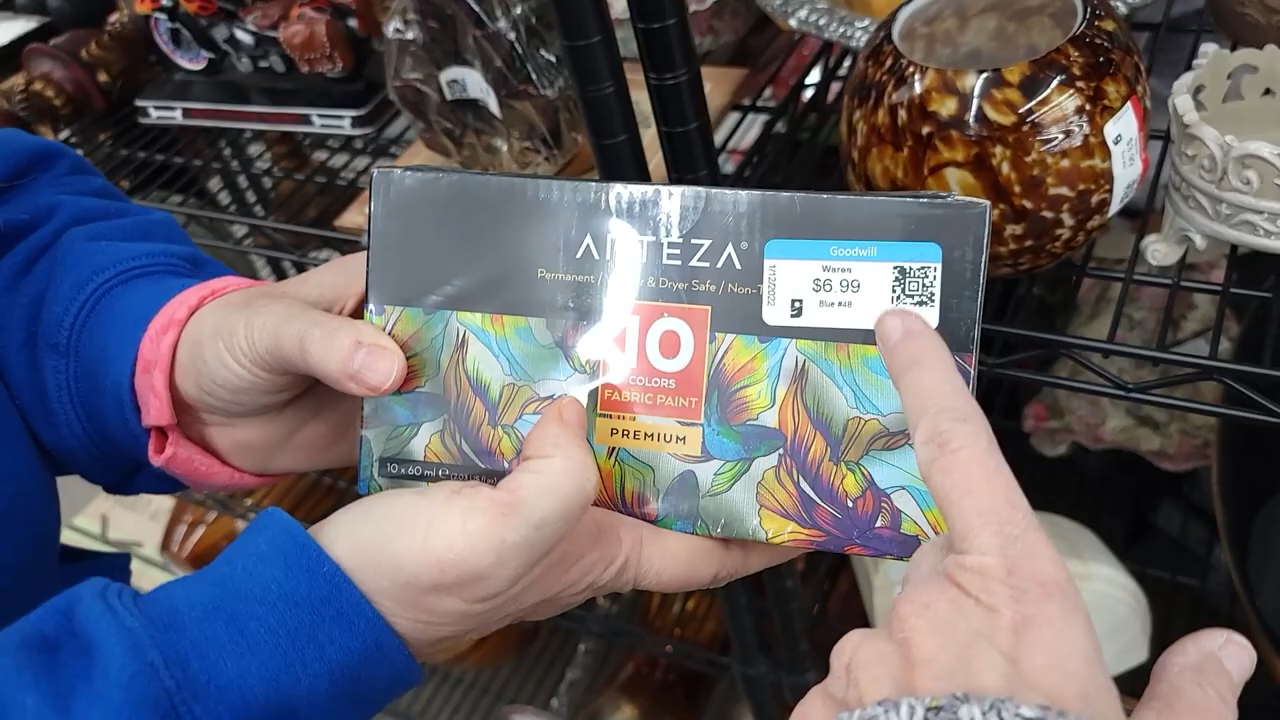 ARTEZA®
Permanent / & Dryer Safe / Non-T
Goodwill
Wares
$6.99
Blue #48
1/12/2022
10
COLORS
FABRIC PAINT
PREMIUM
10 x 60 ml